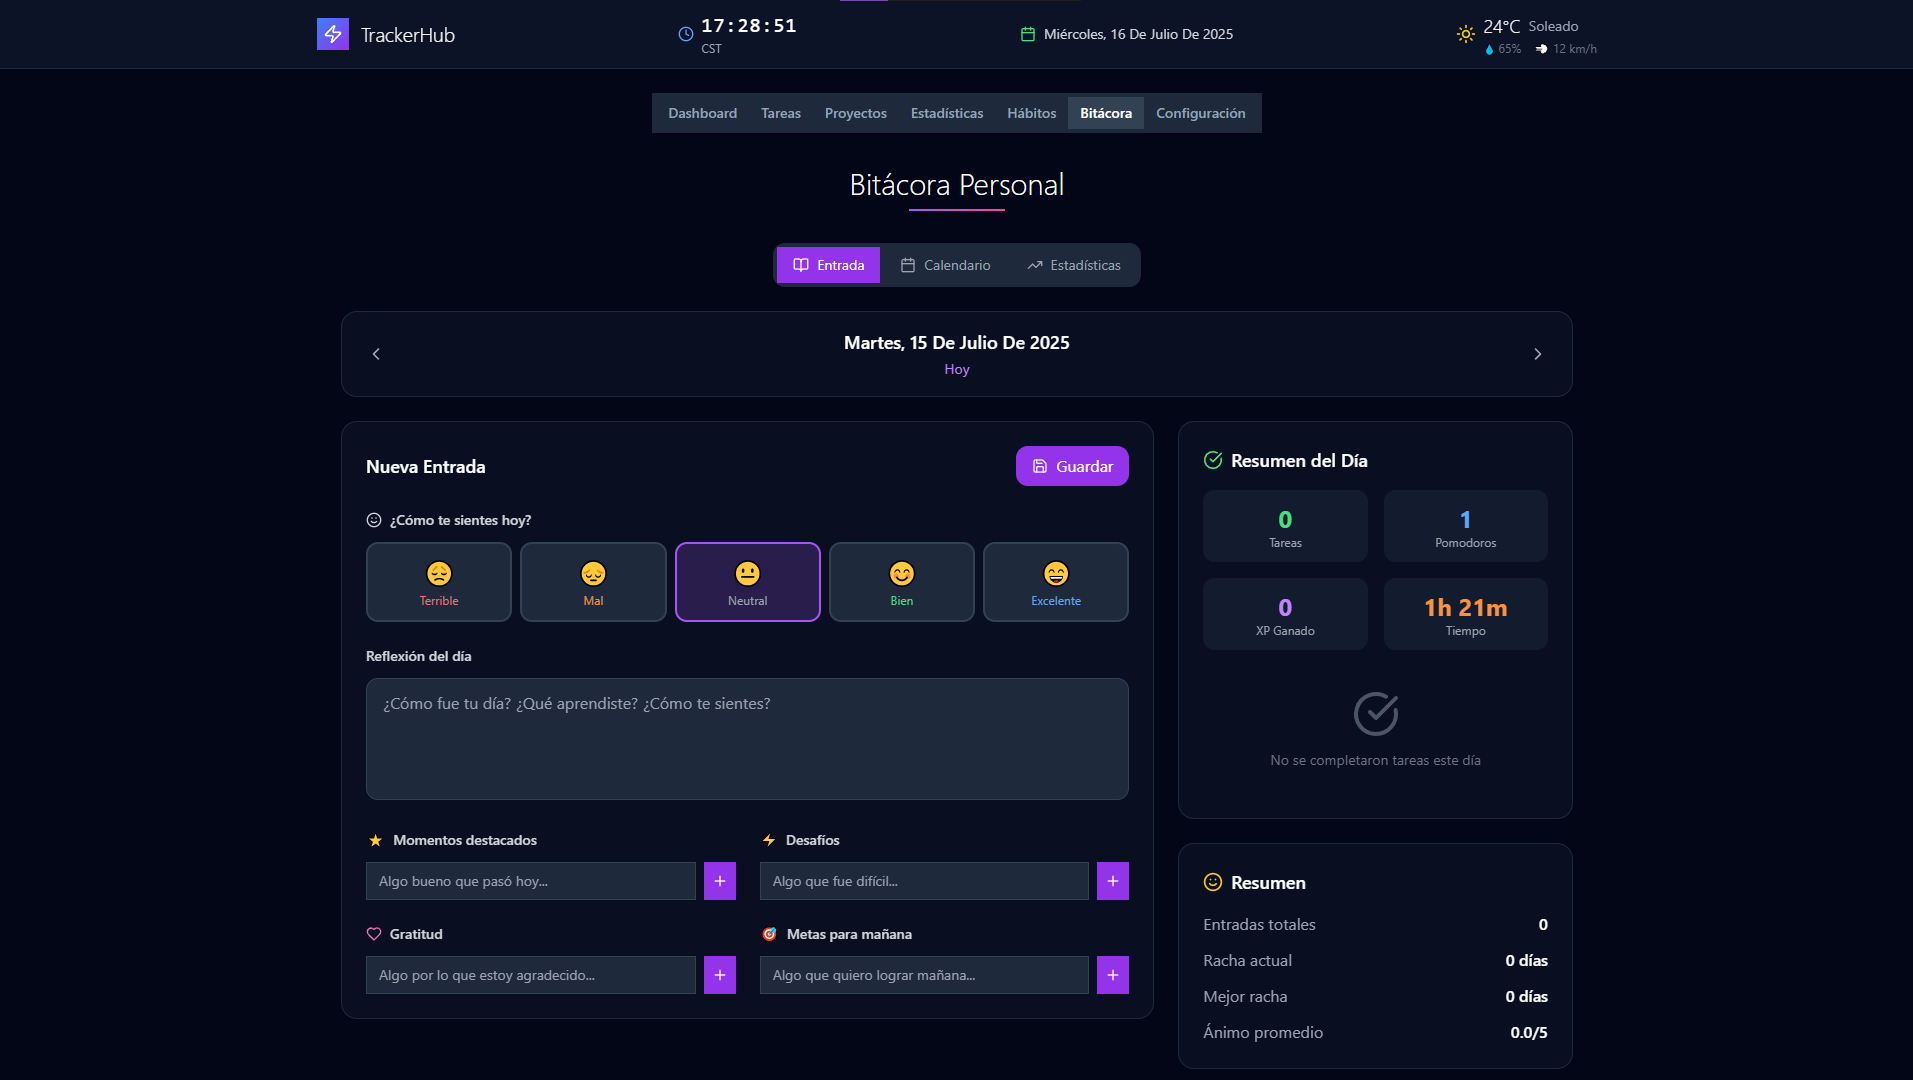 TrackerHub
17:28:51
CST
Miércoles, 16 De Julio De 2025
24°C Soleado
65% 12 km/h
Dashboard Tareas Proyectos Estadísticas Hábitos Bitácora Configuración
Bitácora Personal
Entrada Calendario Estadísticas
Martes, 15 De Julio De 2025
Hoy
Nueva Entrada
Guardar
¿Cómo te sientes hoy?
Terrible Mal Neutral Bien Excelente
Reflexión del día
¿Cómo fue tu día? ¿Qué aprendiste? ¿Cómo te sientes?
Momentos destacados
Algo bueno que pasó hoy...
Desafíos
Algo que fue difícil...
Gratitud
Algo por lo que estoy agradecido...
Metas para mañana
Algo que quiero lograr mañana...
Resumen del Día
0
Tareas
1
Pomodoros
0
XP Ganado
1h 21m
Tiempo
No se completaron tareas este día
Resumen
Entradas totales 0
Racha actual 0 días
Mejor racha 0 días
Ánimo promedio 0.0/5